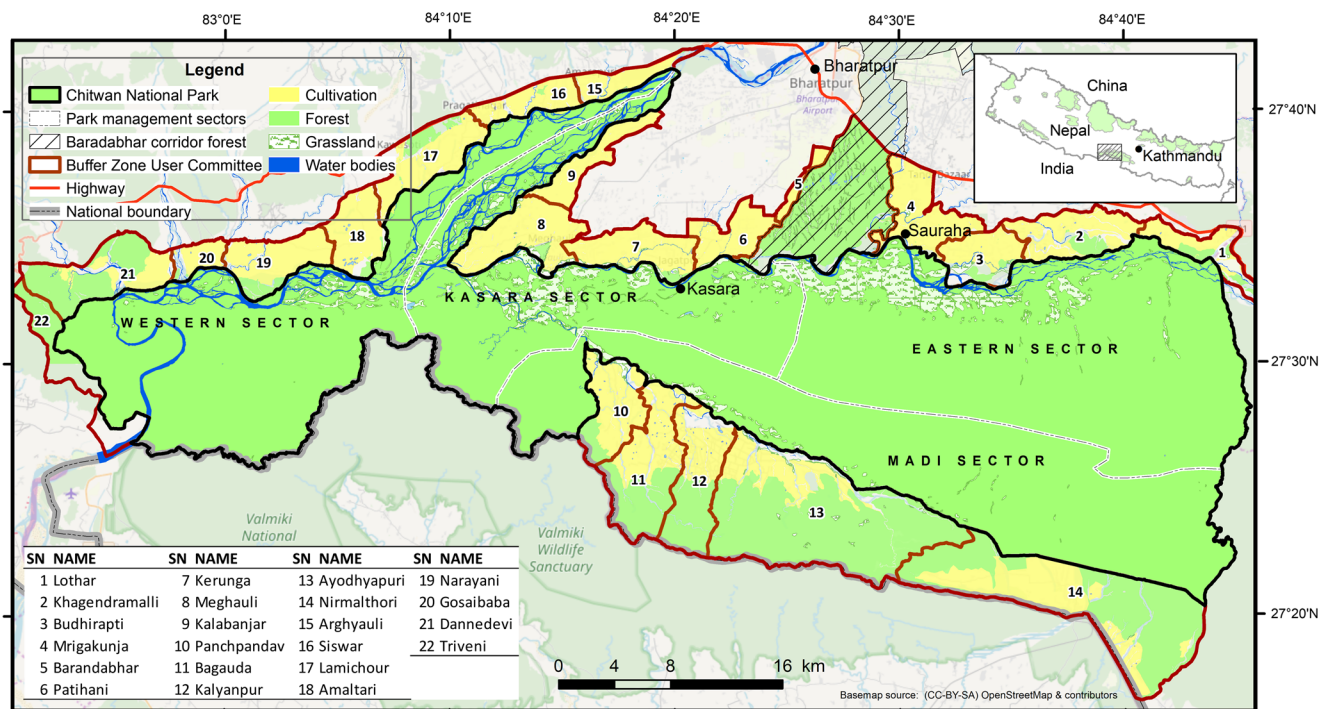 83°0'E 84°10'E 84°20'E 84°30'E 84°40'E
Legend
Chitwan National Park
Park management sectors
Baradabhar corridor forest
Buffer Zone User Committee
Highway
National boundary
Cultivation
Forest
Grassland
Water bodies
China
Nepal
Kathmandu
India
27°40'N
27°30'N
27°20'N
Bharatpur
Bharatpur
Bharatpur
Airport
Sauraha
Kasara
WESTERN SECTOR
KASARA SECTOR
EASTERN SECTOR
MADI SECTOR
1
2
3
4
5
6
7
8
9
10
11
12
13
14
15
16
17
18
19
20
21
22
Valmiki
National
Valmiki
Wildlife
Sanctuary
SN NAME SN NAME SN NAME SN NAME
1 Lothar 7 Kerunga 13 Ayodhyapuri 19 Narayani
2 Khagendramalli 8 Meghauli 14 Nirmalthori 20 Gosaibaba
3 Budhirapti 9 Kalabanjar 15 Arghyauli 21 Dannedevi
4 Mrigakunja 10 Panchpandav 16 Siswar 22 Triveni
5 Barandabhar 11 Bagauda 17 Lamichour
6 Patihani 12 Kalyanpur 18 Amaltari
0 4 8 16 km
Basemap source: (CC-BY-SA) OpenStreetMap & contributors